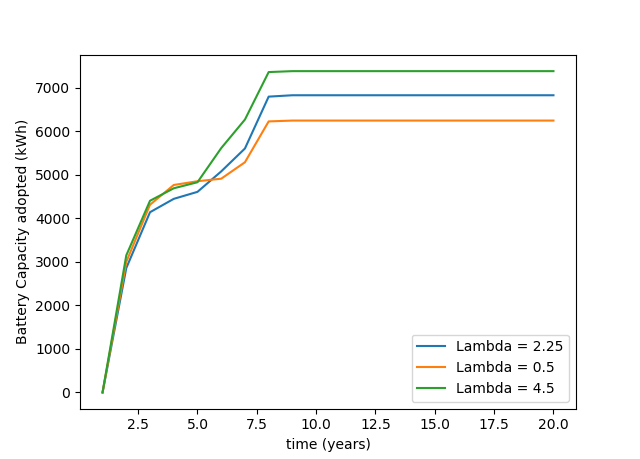 7000
6000
5000
4000
3000
2000
1000
0
Battery Capacity adopted (kWh)
Lambda = 2.25
Lambda = 0.5
Lambda = 4.5
2.5 5.0 7.5 10.0 12.5 15.0 17.5 20.0
time (years)